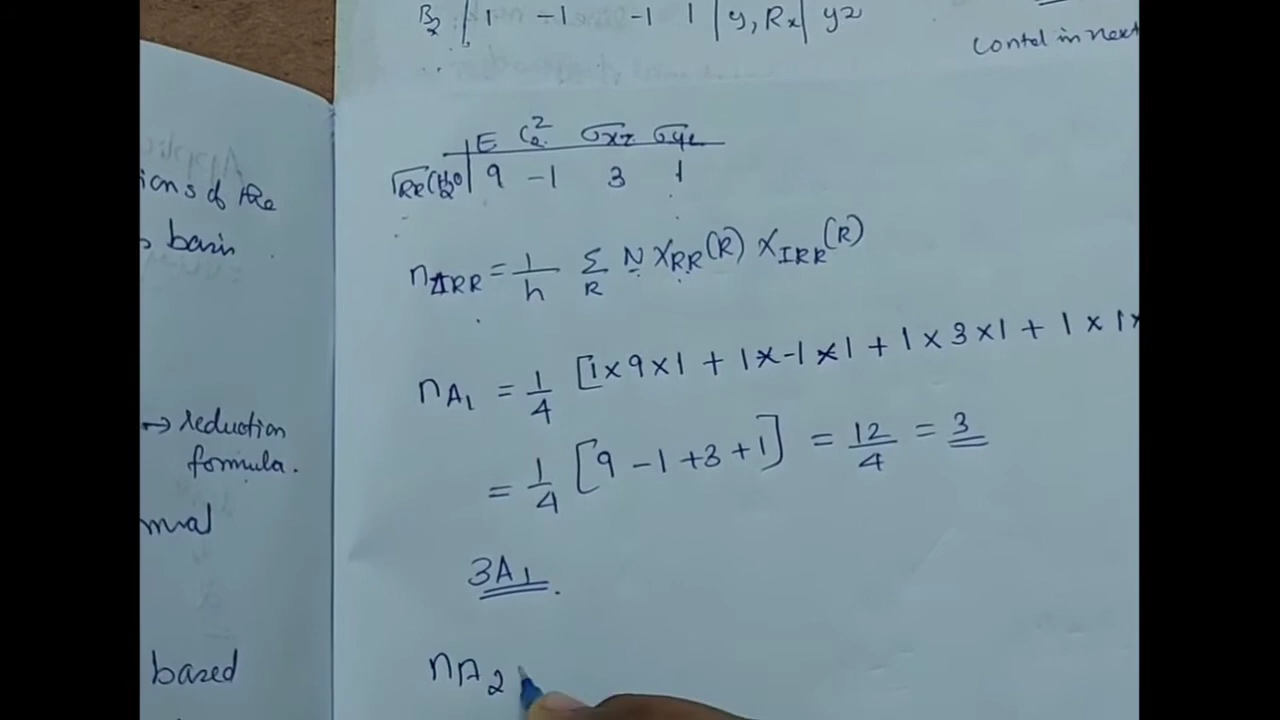 B2 | 1 -1 -1 1 | y, Rx | yz
Contd in next
E C2² σxz σyz
ΓRR(H2O) | 9 -1 3 1
nIRR = 1/h Σ R N χRR(R) χIRR(R)
nA1 = 1/4 [1×9×1 + 1×-1×1 + 1×3×1 + 1×1×
= 1/4 [9 - 1 + 3 + 1] = 12/4 = 3
3A1.
nA2
ions of the
basis
→ reduction
formula.
based